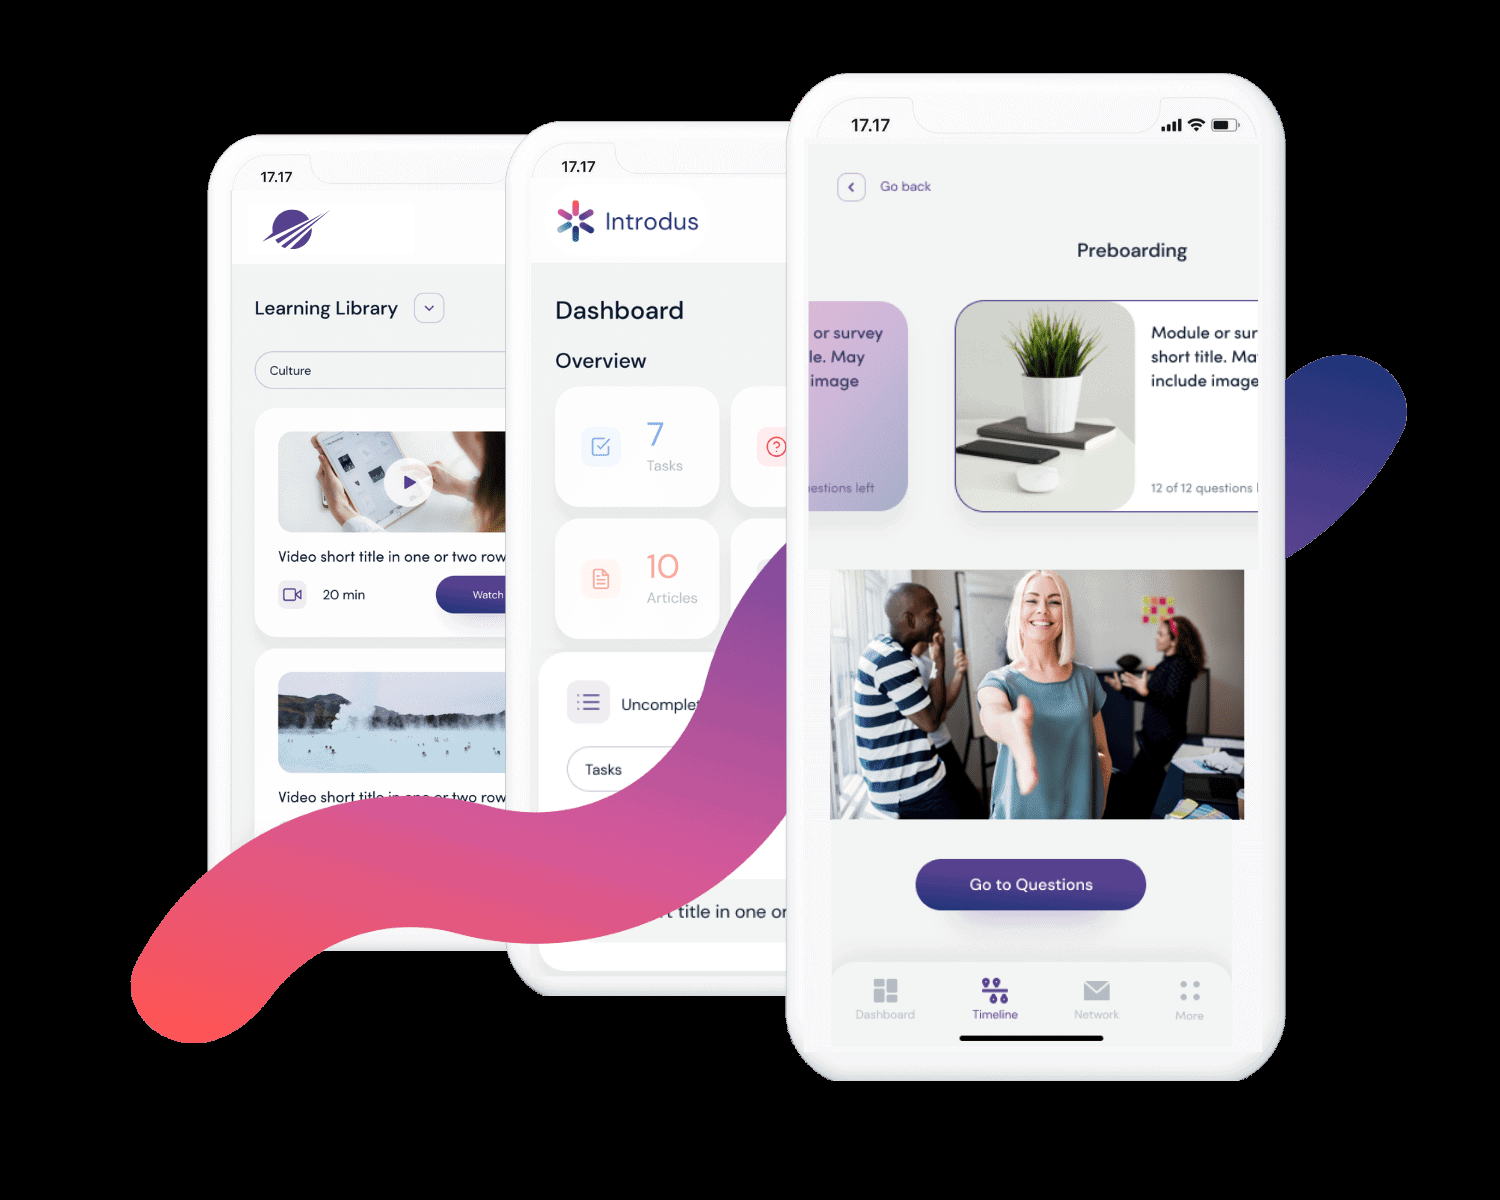 17.17
Learning Library
Culture
Video short title in one or two row
20 min
Watch
Video short title in one or two row
17.17
Introdus
Dashboard
Overview
7
Tasks
10
Articles
Uncomplet
Tasks
title in one or
17.17
Go back
Preboarding
or survey
le. May
image
estions left
Module or sur
short title. Ma
include image
12 of 12 questions
Go to Questions
Dashboard
Timeline
Network
More